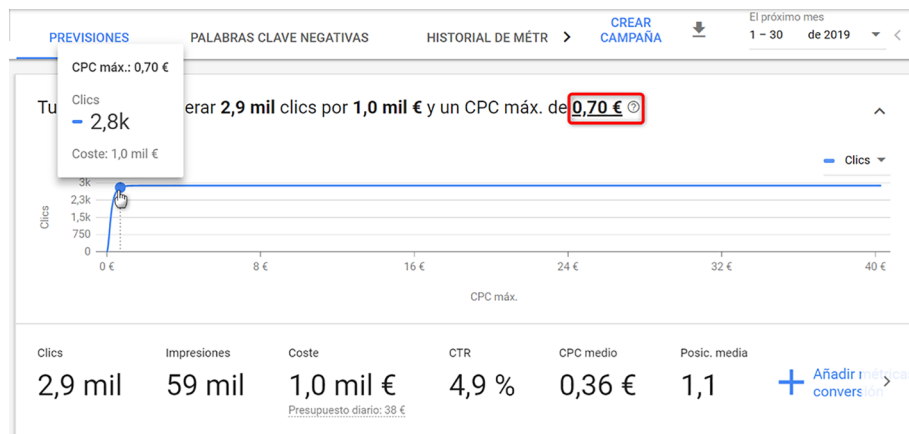 El próximo mes
PREVISIONES PALABRAS CLAVE NEGATIVAS HISTORIAL DE MÉTR CREAR CAMPAÑA 1 – 30 de 2019
CPC máx.: 0,70 €
Clics
2,8k
Coste: 1,0 mil €
Tu erar 2,9 mil clics por 1,0 mil € y un CPC máx. de 0,70 €
Clics
3k
2,3k
1,5k
750
0
Clics
0 € 8 € 16 € 24 € 32 € 40 €
CPC máx.
Clics Impresiones Coste CTR CPC medio Posic. media
2,9 mil 59 mil 1,0 mil € 4,9 % 0,36 € 1,1
Añadir métrica
conversión
Presupuesto diario: 38 €